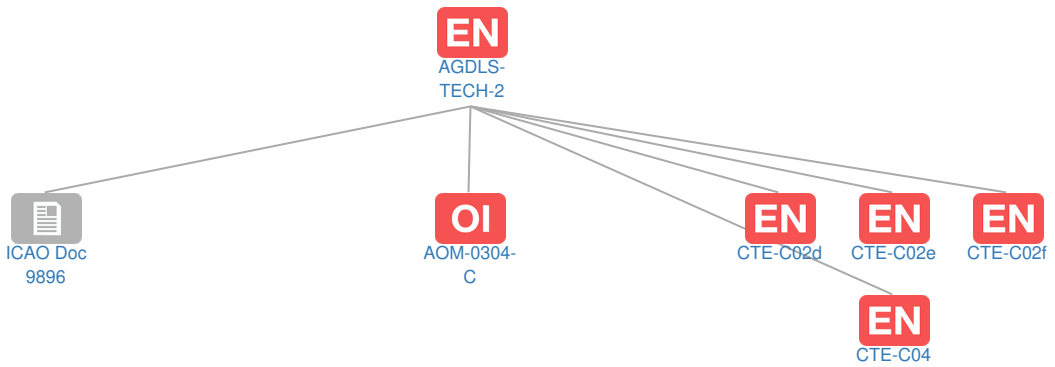 EN
AGDLS-
TECH-2
OI
EN
EN
EN
ICAO Doc
9896
AOM-0304-
C
CTE-C02d
CTE-C02e
CTE-C02f
EN
CTE-C04